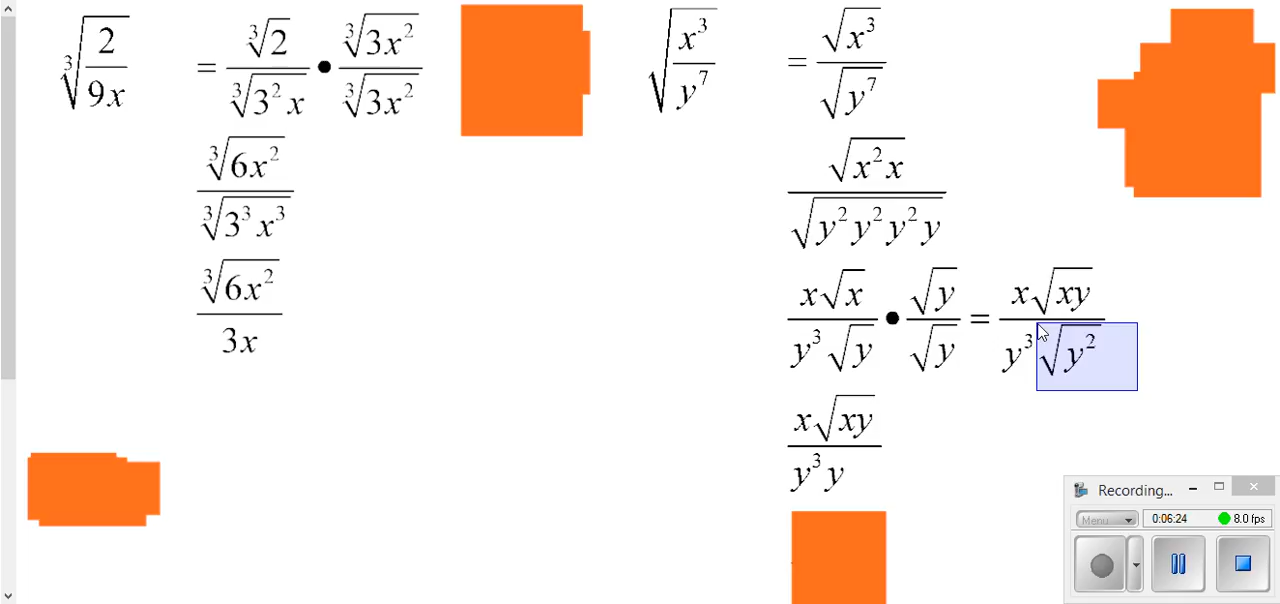 ∛(2/9x) = ∛2/∛(3²x) • ∛(3x²)/∛(3x²)
∛(6x²)/∛(3³x³)
∛(6x²)/3x
√(x³/y⁷) = √(x³)/√(y⁷)
√(x²x)/√(y²y²y²y)
x√x/y³√y • √y/√y = x√(xy)/y³√(y²)
x√(xy)/y³y
Recording...
Menu
0:06:24
8.0 fps